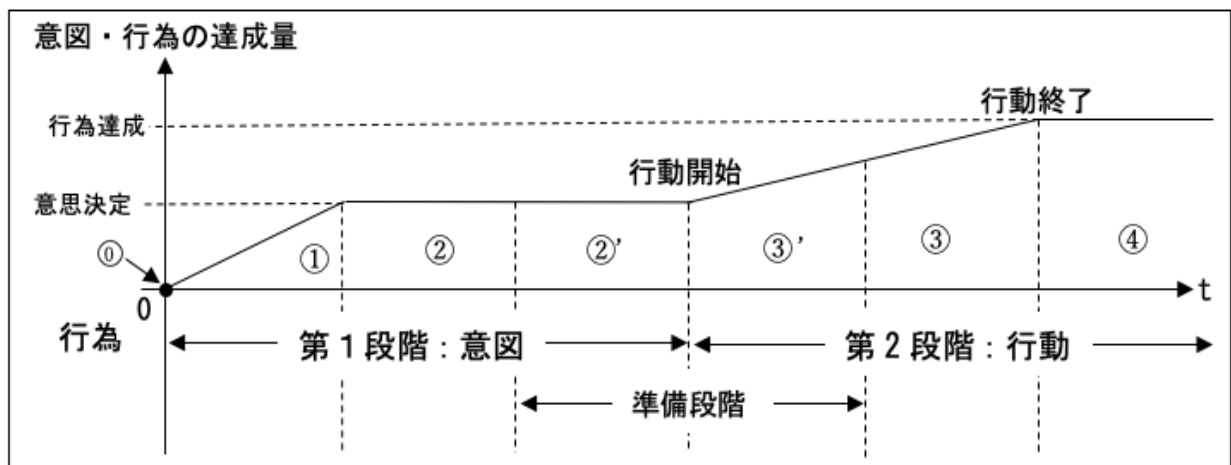 意図・行為の達成量
行動終了
行為達成
行動開始
意思決定
⓪
①
②
②'
③'
③
④
0
t
行為
第1段階：意図
第2段階：行動
準備段階